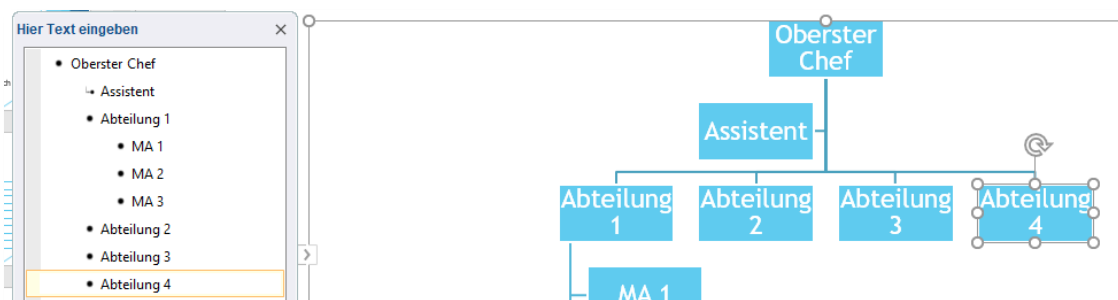 Hier Text eingeben
Oberster Chef
Assistent
Abteilung 1
MA 1
MA 2
MA 3
Abteilung 2
Abteilung 3
Abteilung 4
Oberster
Chef
Assistent
Abteilung
1
Abteilung
2
Abteilung
3
Abteilung
4
MA 1